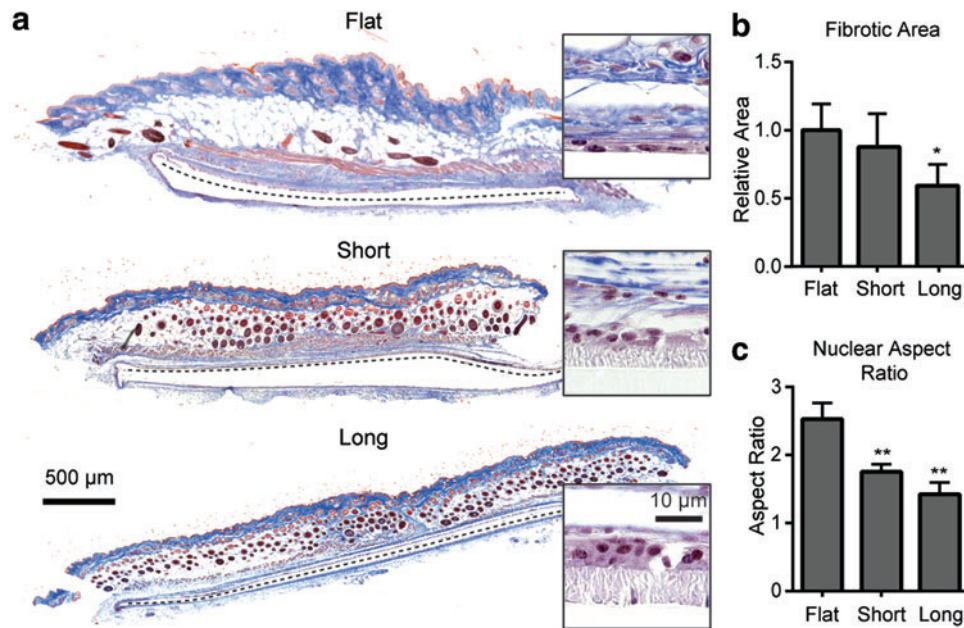 a
Flat
Short
Long
500 µm
10 µm
b
Fibrotic Area
Relative Area
1.5
1.0
0.5
0.0
*
Flat Short Long
c
Nuclear Aspect
Ratio
Aspect Ratio
3
2
1
0
**
**
Flat Short Long